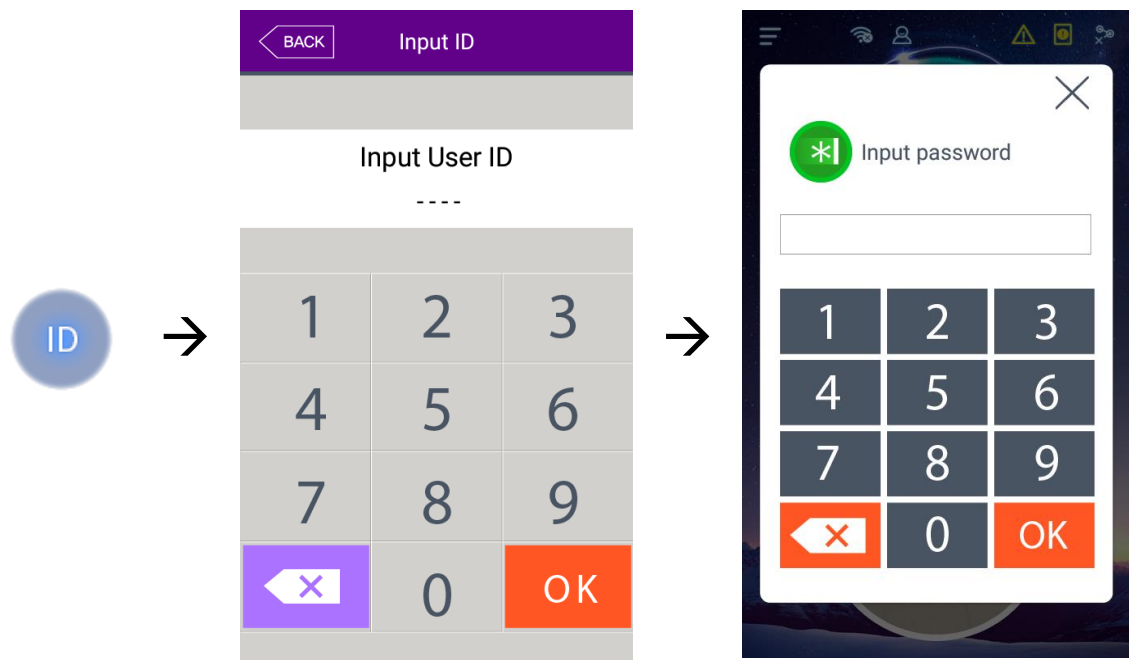 ID
BACK Input ID
Input User ID
----
1 2 3
4 5 6
7 8 9
0 OK
Input password
1 2 3
4 5 6
7 8 9
0 OK